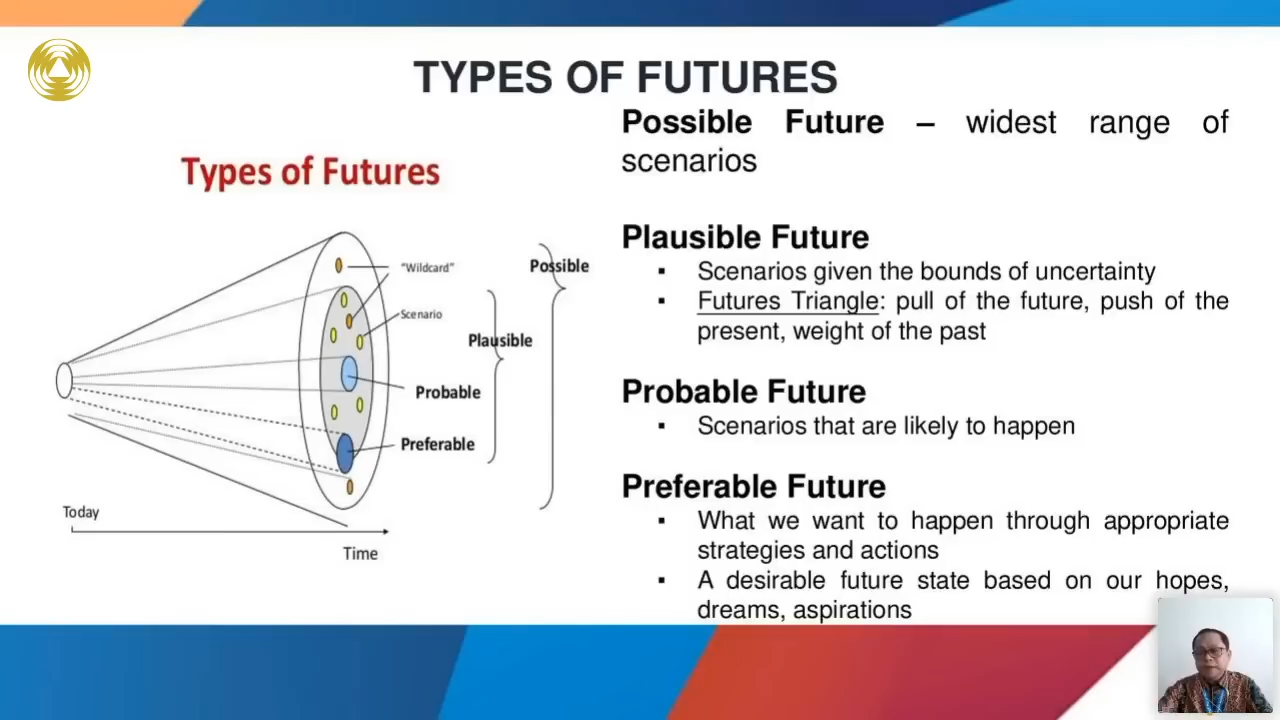 TYPES OF FUTURES
Types of Futures
"Wildcard"
Possible
Scenario
Plausible
Probable
Preferable
Today
Time
Possible Future – widest range of
scenarios
Plausible Future
▪ Scenarios given the bounds of uncertainty
▪ Futures Triangle: pull of the future, push of the
present, weight of the past
Probable Future
▪ Scenarios that are likely to happen
Preferable Future
▪ What we want to happen through appropriate
strategies and actions
▪ A desirable future state based on our hopes,
dreams, aspirations